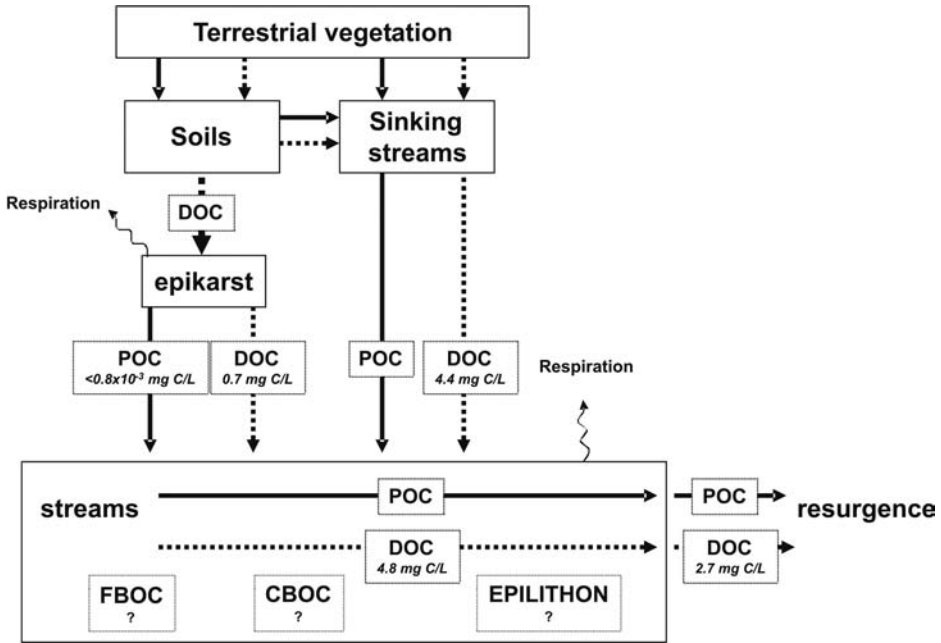 Terrestrial vegetation
Soils
Sinking
streams
Respiration
DOC
epikarst
POC
<0.8x10⁻³ mg C/L
DOC
0.7 mg C/L
POC
DOC
4.4 mg C/L
Respiration
streams
POC
POC
resurgence
DOC
4.8 mg C/L
DOC
2.7 mg C/L
FBOC
?
CBOC
?
EPILITHON
?